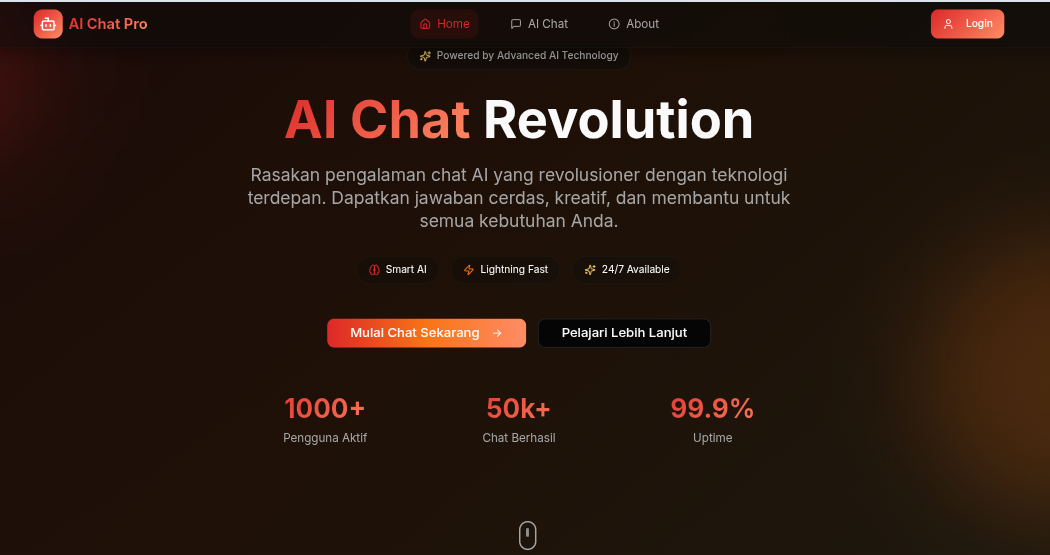 AI Chat Pro
Home
AI Chat
About
Login
Powered by Advanced AI Technology
AI Chat Revolution
Rasakan pengalaman chat AI yang revolusioner dengan teknologi
terdepan. Dapatkan jawaban cerdas, kreatif, dan membantu untuk
semua kebutuhan Anda.
Smart AI
Lightning Fast
24/7 Available
Mulai Chat Sekarang
Pelajari Lebih Lanjut
1000+
50k+
99.9%
Pengguna Aktif
Chat Berhasil
Uptime